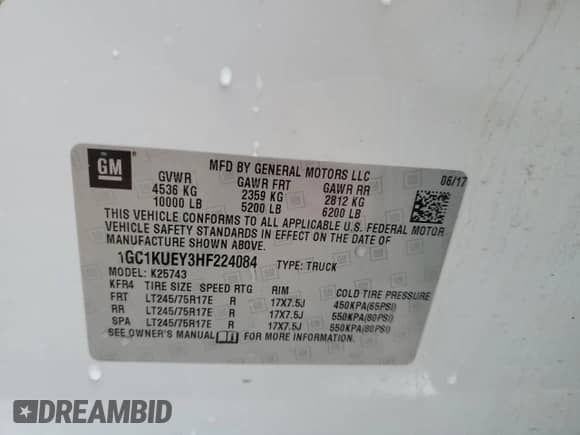 GM
MFD BY GENERAL MOTORS LLC 06/17
GVWR GAWR FRT GAWR RR
4536 KG 2359 KG 2812 KG
10000 LB 5200 LB 6200 LB
THIS VEHICLE CONFORMS TO ALL APPLICABLE U.S. FEDERAL MOTOR
VEHICLE SAFETY STANDARDS IN EFFECT ON THE DATE OF
MANUFACTURE SHOWN ABOVE.
1GC1KUEY3HF224084 TYPE: TRUCK
MODEL: K25743
KFR4 TIRE SIZE SPEED RTG RIM COLD TIRE PRESSURE
FRT LT245/75R17E R 17X7.5J 450KPA(65PSI)
RR LT245/75R17E R 17X7.5J 550KPA(80PSI)
SPA LT245/75R17E R 17X7.5J 550KPA(80PSI)
SEE OWNER'S MANUAL FOR MORE INFORMATION.
DREAMBID